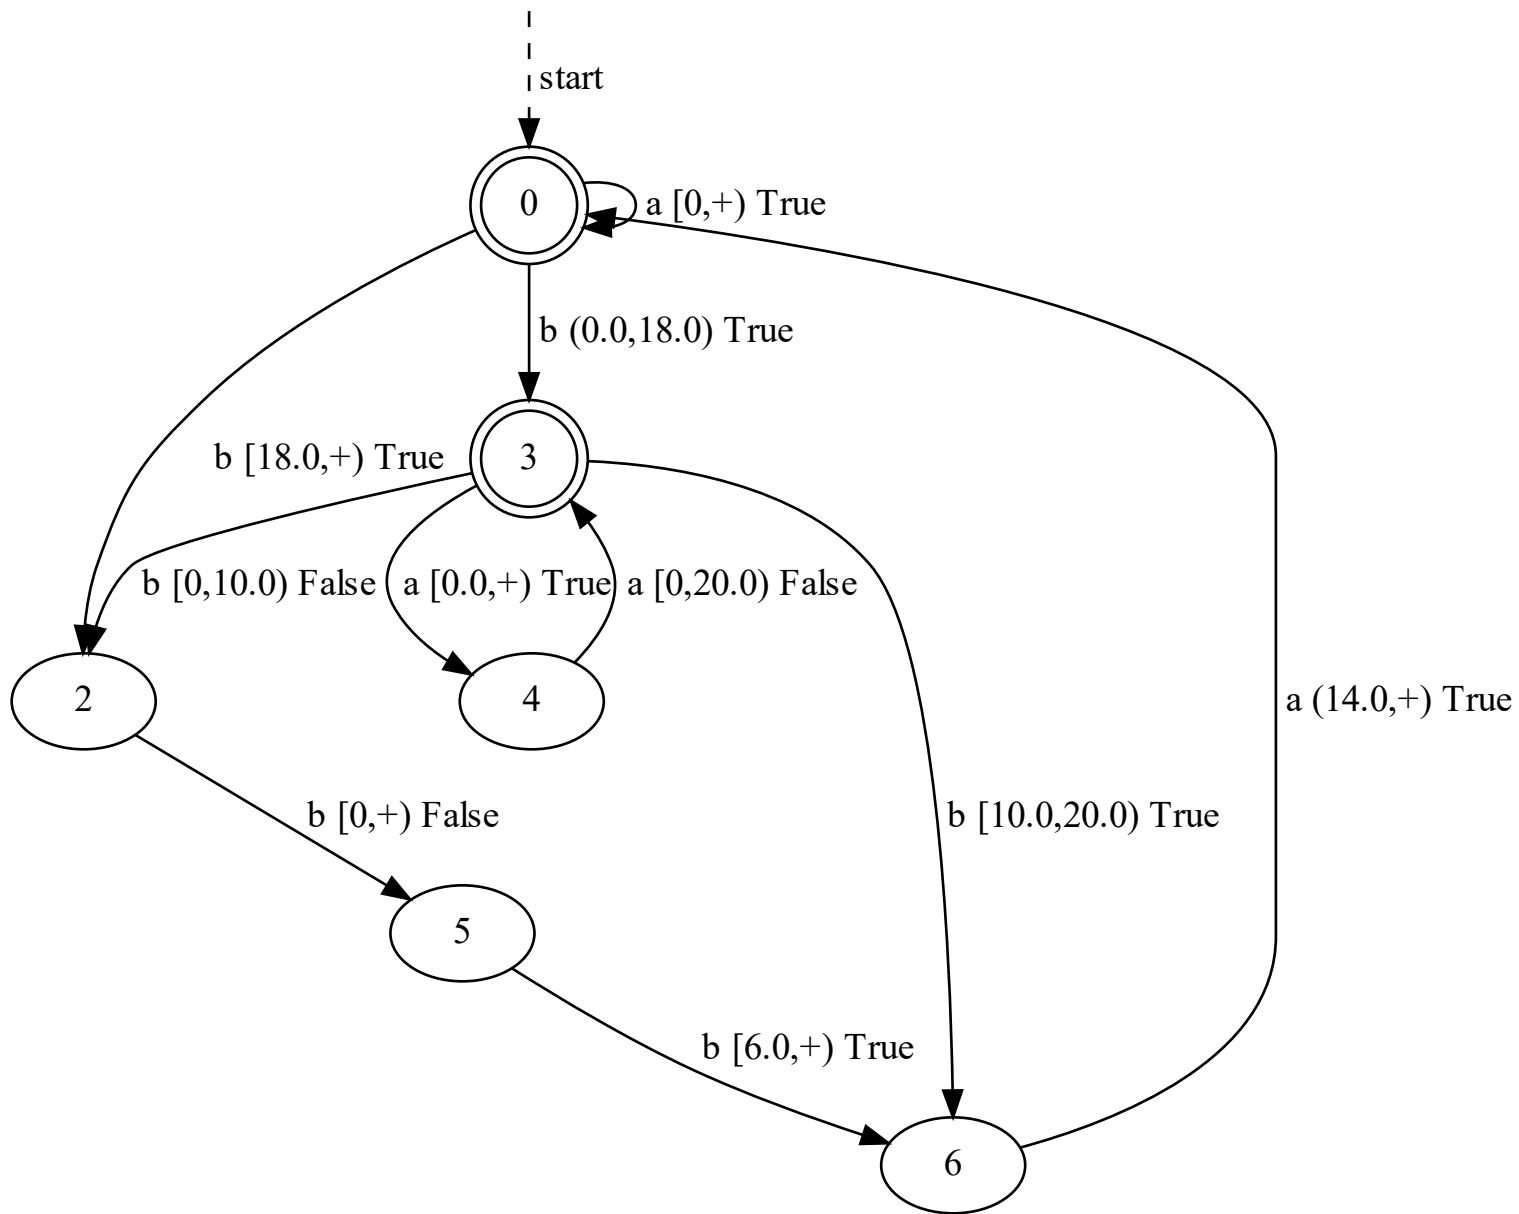 start
0
a [0,+) True
b (0.0,18.0) True
b [18.0,+) True
3
b [0,10.0) False
a [0.0,+) True
a [0,20.0) False
2
4
a (14.0,+) True
b [0,+) False
b [10.0,20.0) True
5
b [6.0,+) True
6